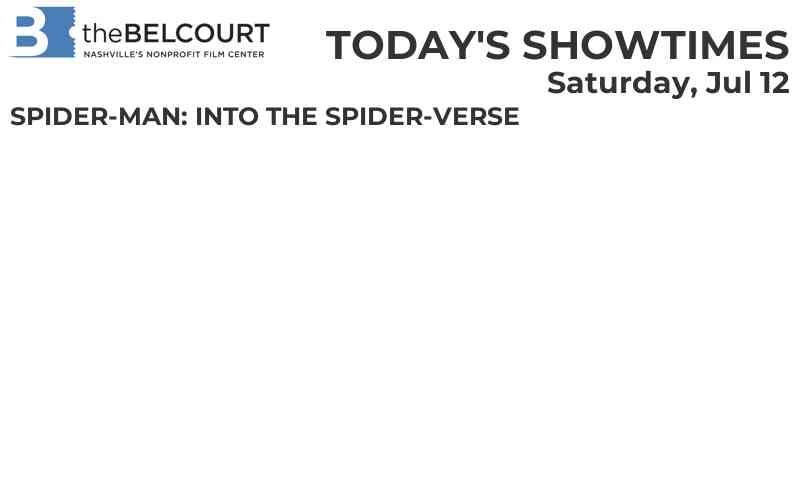 B theBELCOURT
NASHVILLE'S NONPROFIT FILM CENTER
TODAY'S SHOWTIMES
Saturday, Jul 12
SPIDER-MAN: INTO THE SPIDER-VERSE